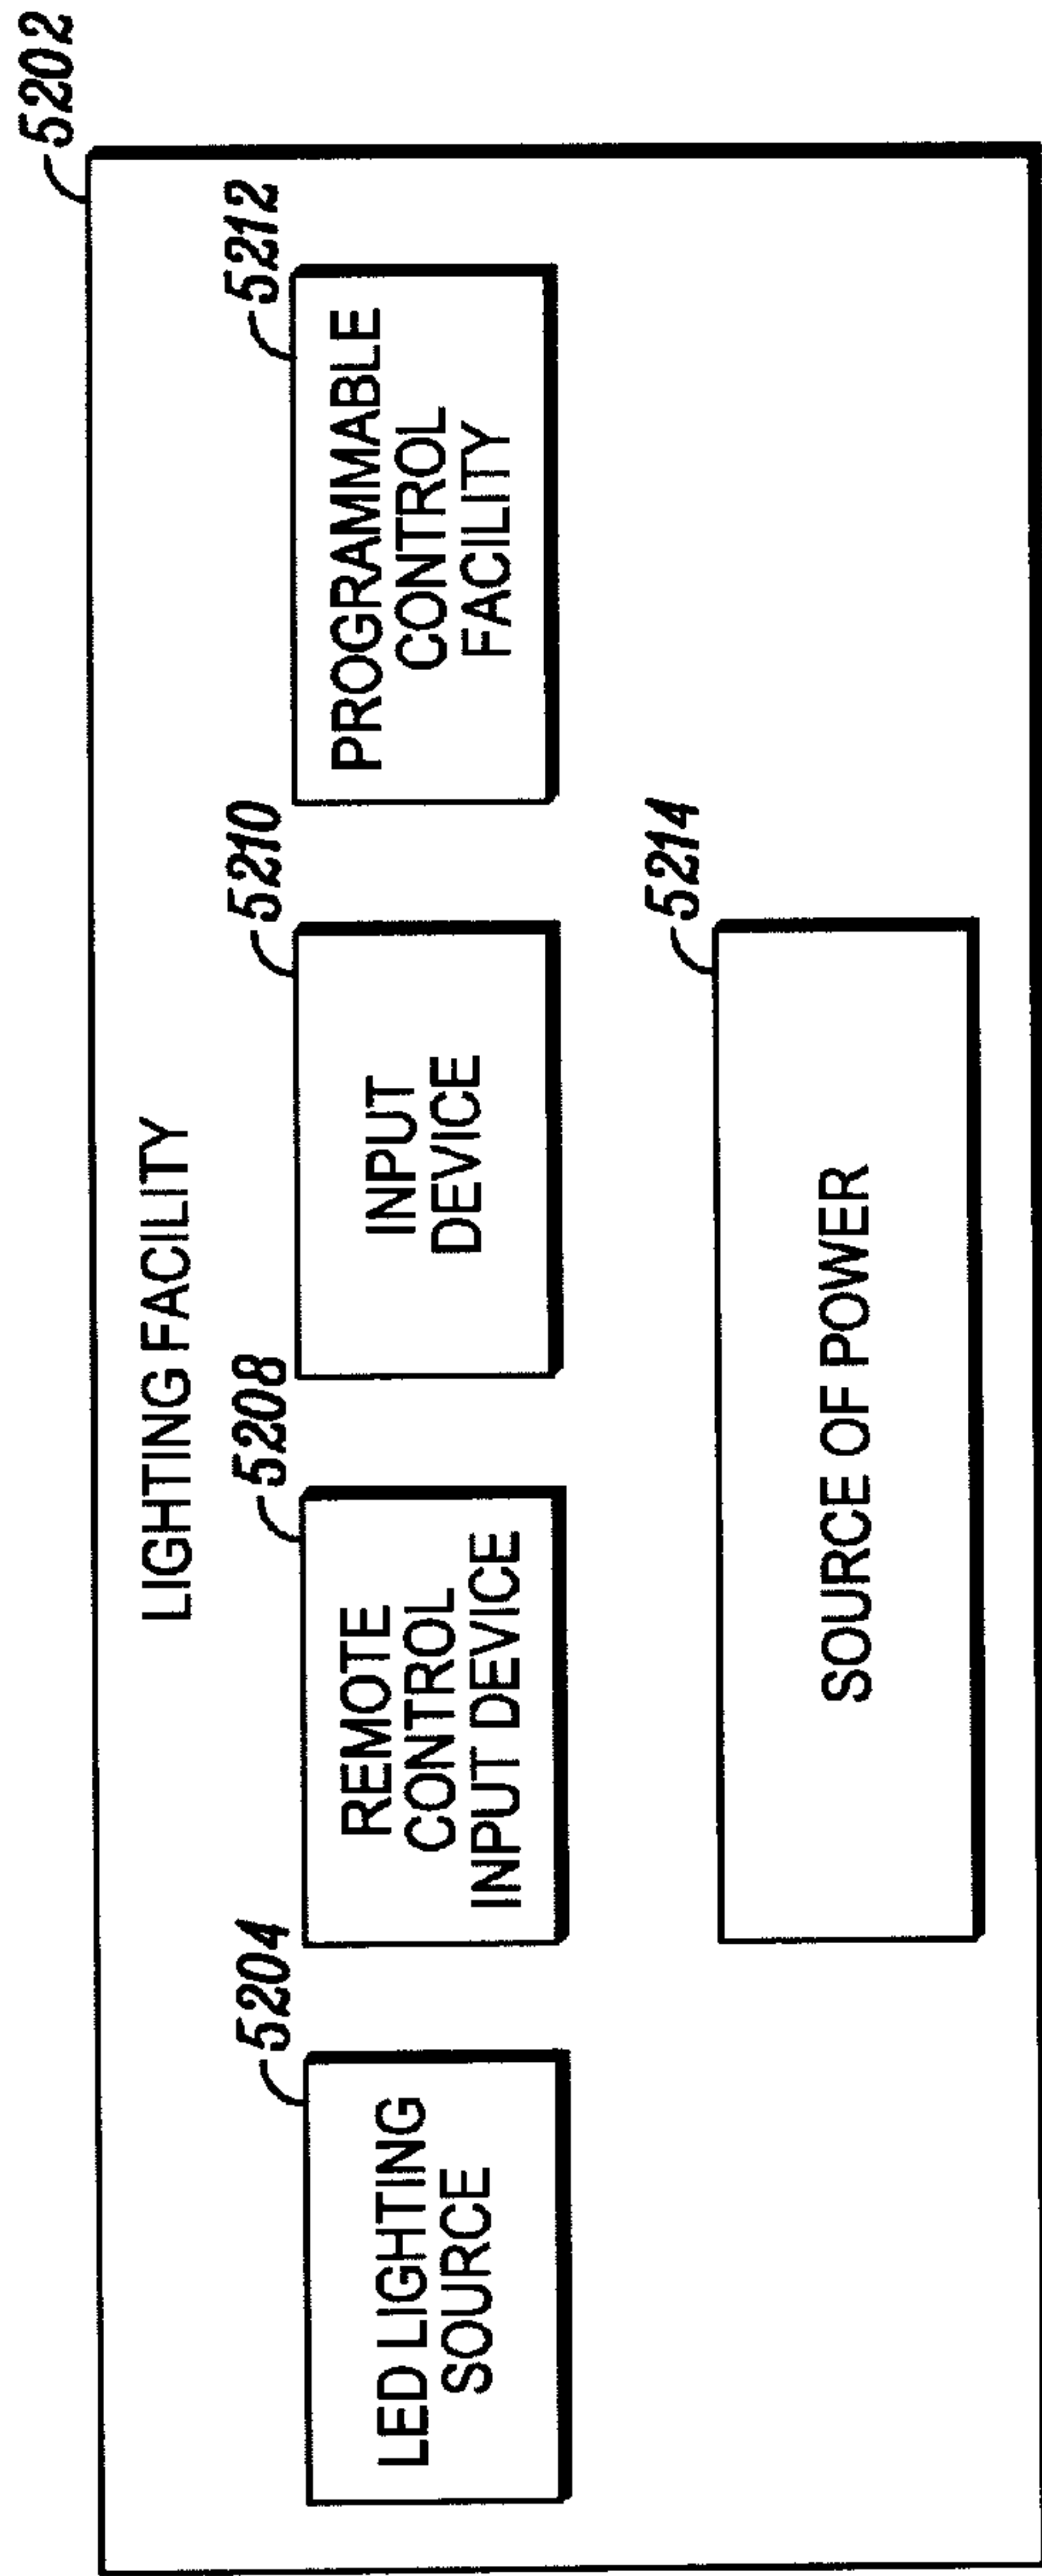 5202
LIGHTING FACILITY
5204
LED LIGHTING
SOURCE
5208
REMOTE
CONTROL
INPUT DEVICE
5210
INPUT
DEVICE
5212
PROGRAMMABLE
CONTROL
FACILITY
5214
SOURCE OF POWER